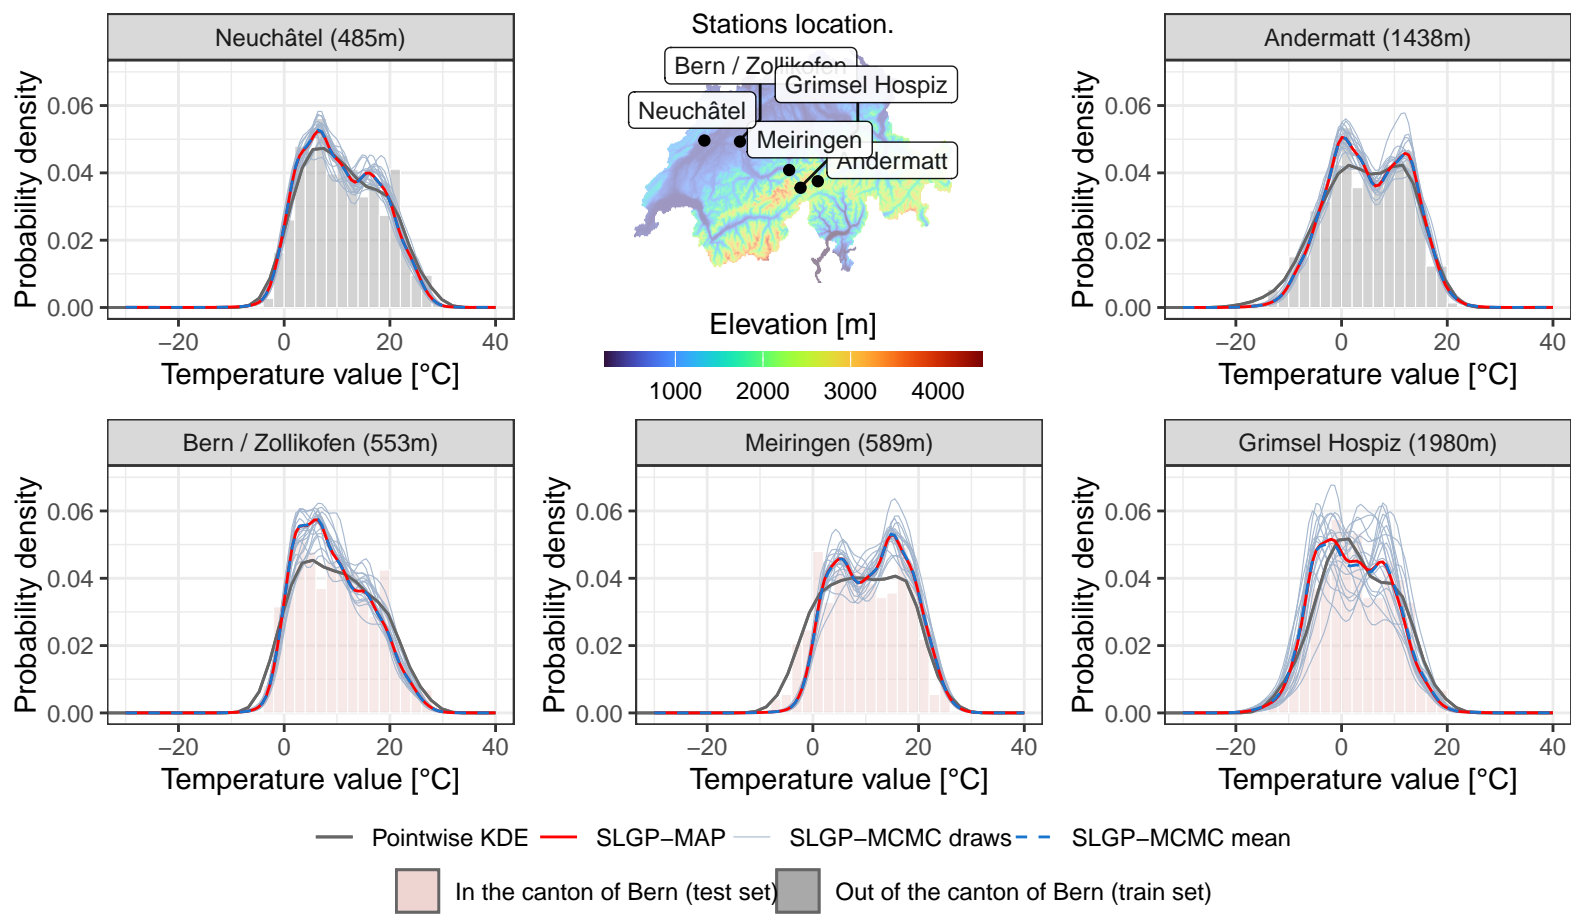 Neuchâtel (485m)
Probability density
0.06
0.04
0.02
0.00
−20
0
20
40
Temperature value [°C]
Stations location.
Bern / Zollikofen
Grimsel Hospiz
Neuchâtel
Meiringen
Andermatt
Elevation [m]
1000
2000
3000
4000
Andermatt (1438m)
Probability density
0.06
0.04
0.02
0.00
−20
0
20
40
Temperature value [°C]
Bern / Zollikofen (553m)
Probability density
0.06
0.04
0.02
0.00
−20
0
20
40
Temperature value [°C]
Meiringen (589m)
Probability density
0.06
0.04
0.02
0.00
−20
0
20
40
Temperature value [°C]
Grimsel Hospiz (1980m)
Probability density
0.06
0.04
0.02
0.00
−20
0
20
40
Temperature value [°C]
Pointwise KDE
SLGP−MAP
SLGP−MCMC draws
SLGP−MCMC mean
In the canton of Bern (test set)
Out of the canton of Bern (train set)